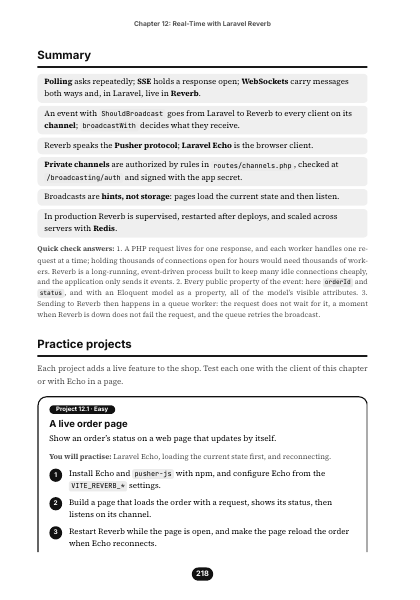 Chapter 12: Real-Time with Laravel Reverb
Summary
Polling asks repeatedly; SSE holds a response open; WebSockets carry messages
both ways and, in Laravel, live in Reverb.
An event with ShouldBroadcast goes from Laravel to Reverb to every client on its
channel; broadcastWith decides what they receive.
Reverb speaks the Pusher protocol; Laravel Echo is the browser client.
Private channels are authorized by rules in routes/channels.php, checked at
/broadcasting/auth and signed with the app secret.
Broadcasts are hints, not storage: pages load the current state and then listen.
In production Reverb is supervised, restarted after deploys, and scaled across
servers with Redis.
Quick check answers: 1. A PHP request lives for one response, and each worker handles one re-
quest at a time; holding thousands of connections open for hours would need thousands of work-
ers. Reverb is a long-running, event-driven process built to keep many idle connections cheaply,
and the application only sends it events. 2. Every public property of the event: here orderId and
status, and with an Eloquent model as a property, all of the model's visible attributes. 3.
Sending to Reverb then happens in a queue worker: the request does not wait for it, a moment
when Reverb is down does not fail the request, and the queue retries the broadcast.
Practice projects
Each project adds a live feature to the shop. Test each one with the client of this chapter
or with Echo in a page.
Project 12.1 · Easy
A live order page
Show an order's status on a web page that updates by itself.
You will practise: Laravel Echo, loading the current state first, and reconnecting.
1 Install Echo and pusher-js with npm, and configure Echo from the
VITE_REVERB_* settings.
2 Build a page that loads the order with a request, shows its status, then
listens on its channel.
3 Restart Reverb while the page is open, and make the page reload the order
when Echo reconnects.
218